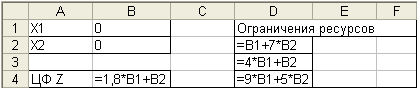 A B C D E F
1 X1 0 Ограничения ресурсов
2 X2 0 =B1+7*B2
3 =4*B1+B2
4 ЦФ Z =1,8*B1+B2 =9*B1+5*B2